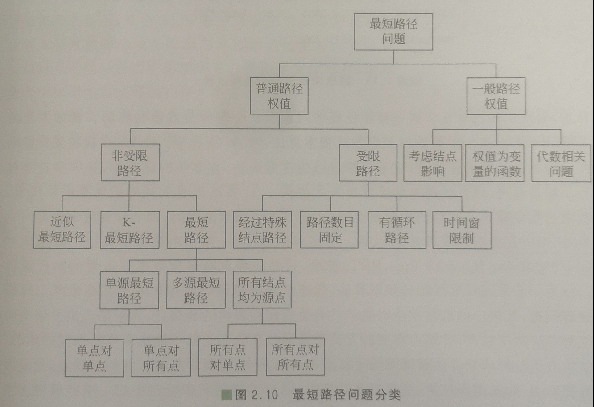 最短路径
问题
普通路径
权值
一般路径
权值
非受限
路径
受限
路径
考虑结点
影响
权值为变
量的函数
代数相关
问题
近似
最短路径
K-
最短路径
最短
路径
经过特殊
结点路径
路径数目
固定
有循环
路径
时间窗
限制
单源最短
路径
多源最短
路径
所有结点
均为源点
单点对
单点
单点对
所有点
所有点
对单点
所有点对
所有点
图 2.10 最短路径问题分类